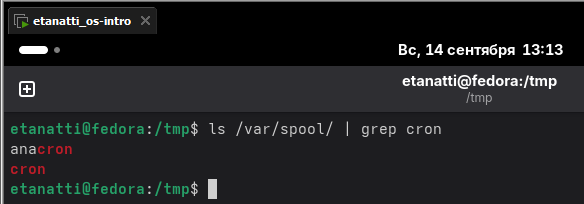 etanatti_os-intro
Вс, 14 сентября 13:13
etanatti@fedora:/tmp
/tmp
etanatti@fedora:/tmp$ ls /var/spool/ | grep cron
anacron
cron
etanatti@fedora:/tmp$